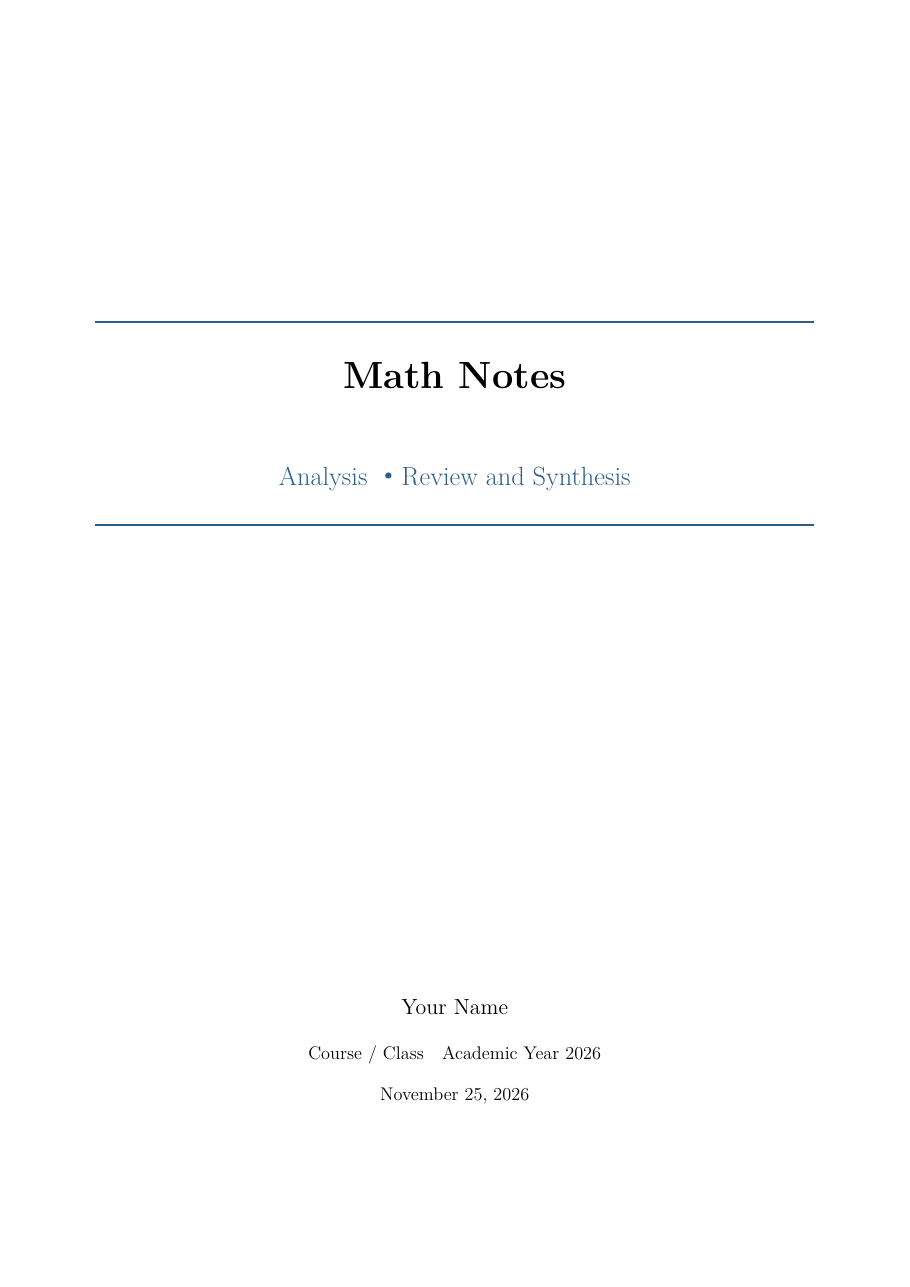 Math Notes
Analysis • Review and Synthesis
Your Name
Course / Class Academic Year 2026
November 25, 2026